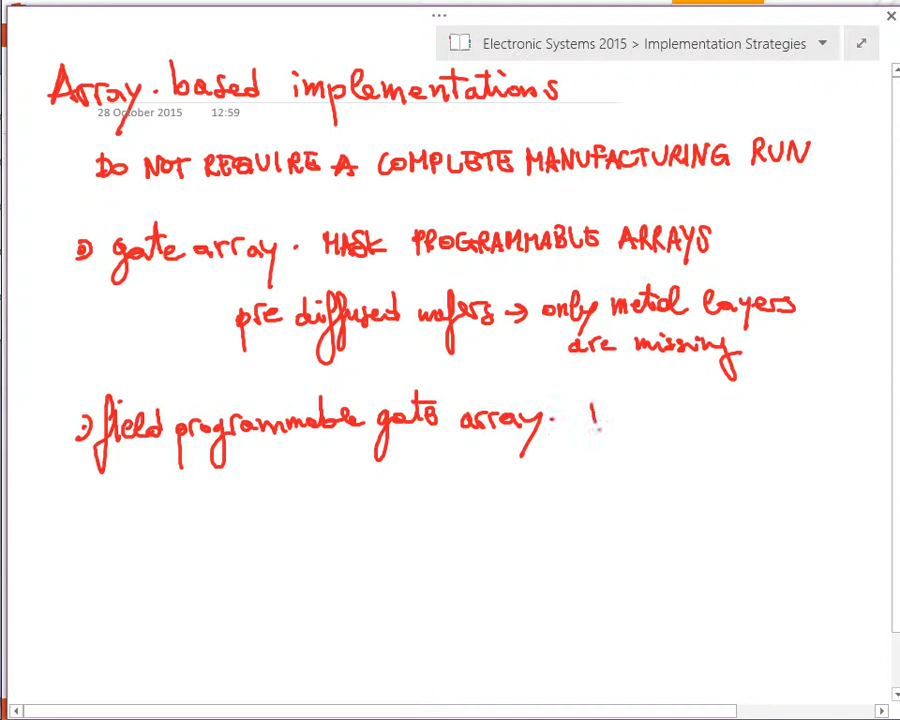 Electronic Systems 2015 > Implementation Strategies
Array-based implementations
28 October 2015 12:59
DO NOT REQUIRE A COMPLETE MANUFACTURING RUN
gate array - MASK PROGRAMMABLE ARRAYS
pre diffused wafers → only metal layers
are missing
field programmable gate array -